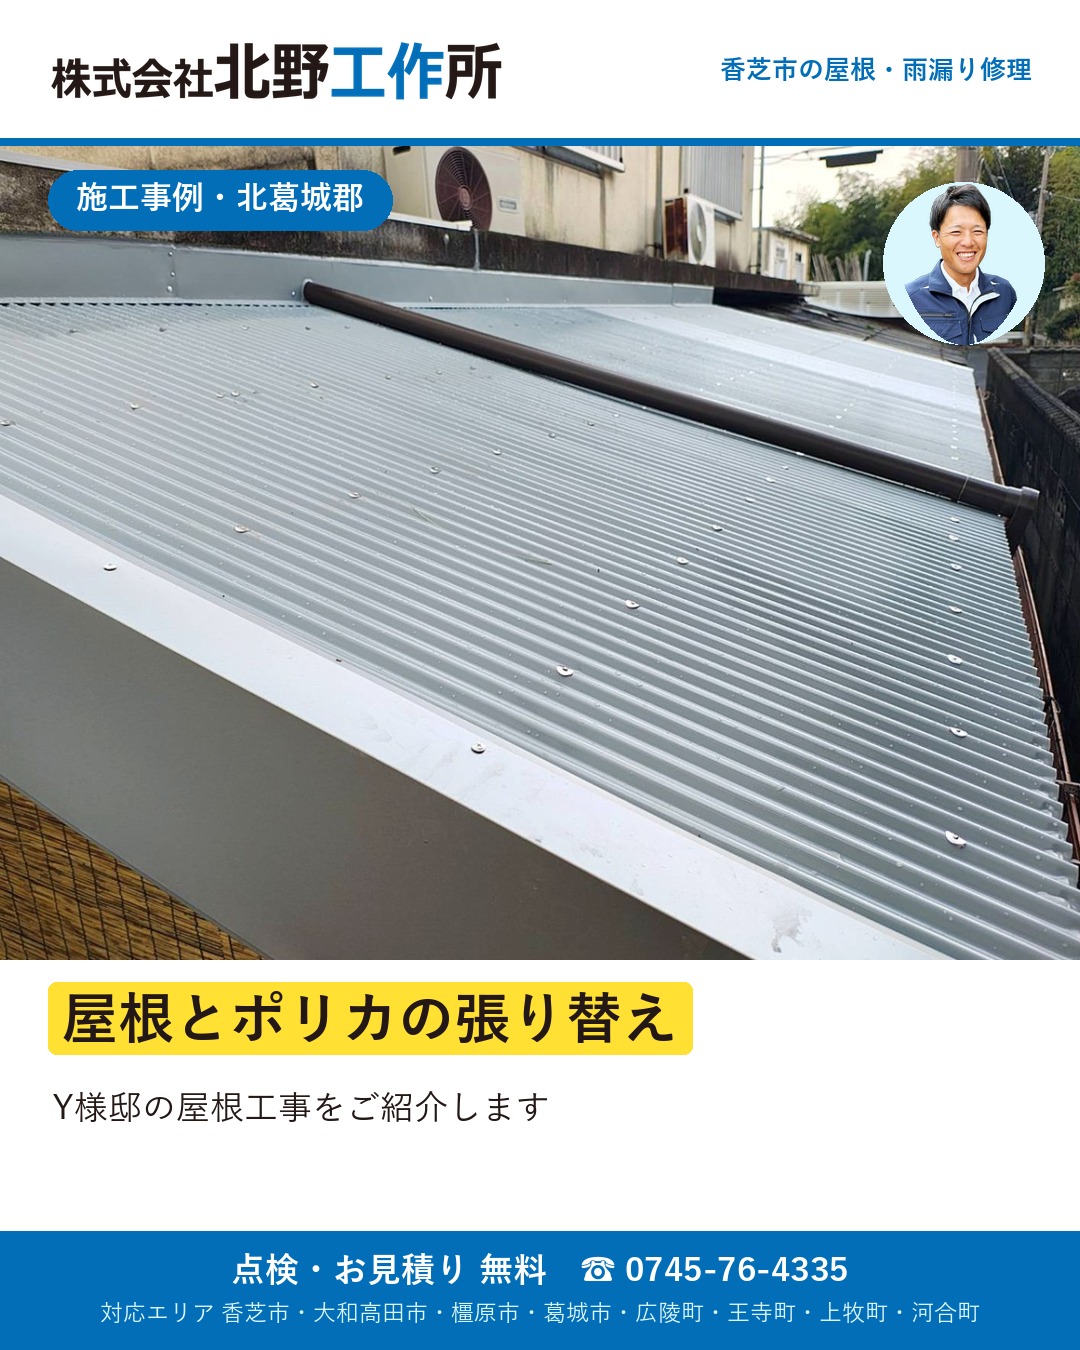 株式会社北野工作所
香芝市の屋根・雨漏り修理
施工事例・北葛城郡
屋根とポリカの張り替え
Y様邸の屋根工事をご紹介します
点検・お見積り 無料 ☎ 0745-76-4335
対応エリア 香芝市・大和高田市・橿原市・葛城市・広陵町・王寺町・上牧町・河合町